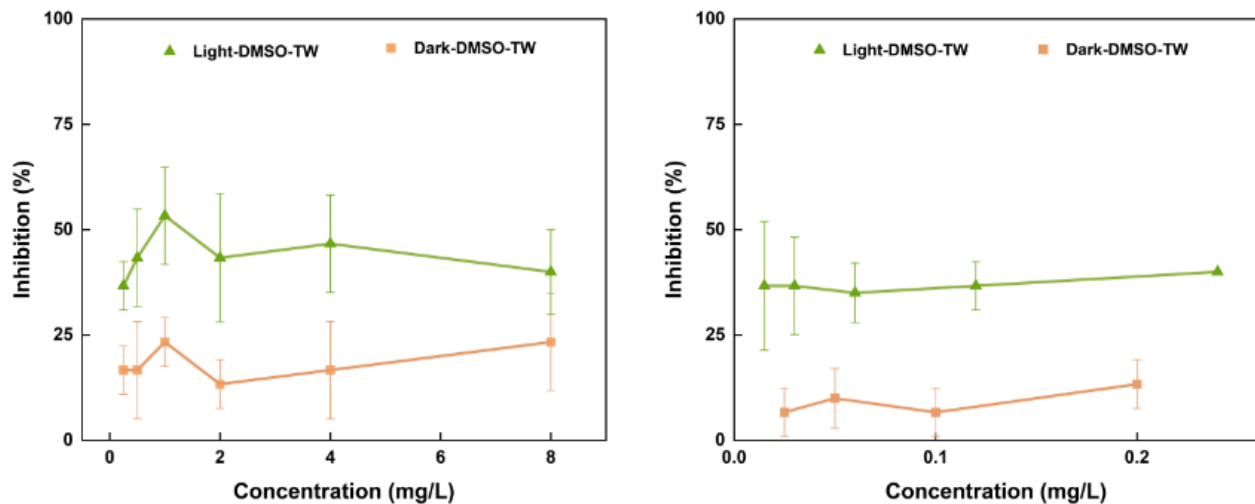 100
75
50
25
0
Inhibition (%)
Light-DMSO-TW
Dark-DMSO-TW
0
2
4
6
8
Concentration (mg/L)
100
75
50
25
0
Inhibition (%)
Light-DMSO-TW
Dark-DMSO-TW
0.0
0.1
0.2
Concentration (mg/L)